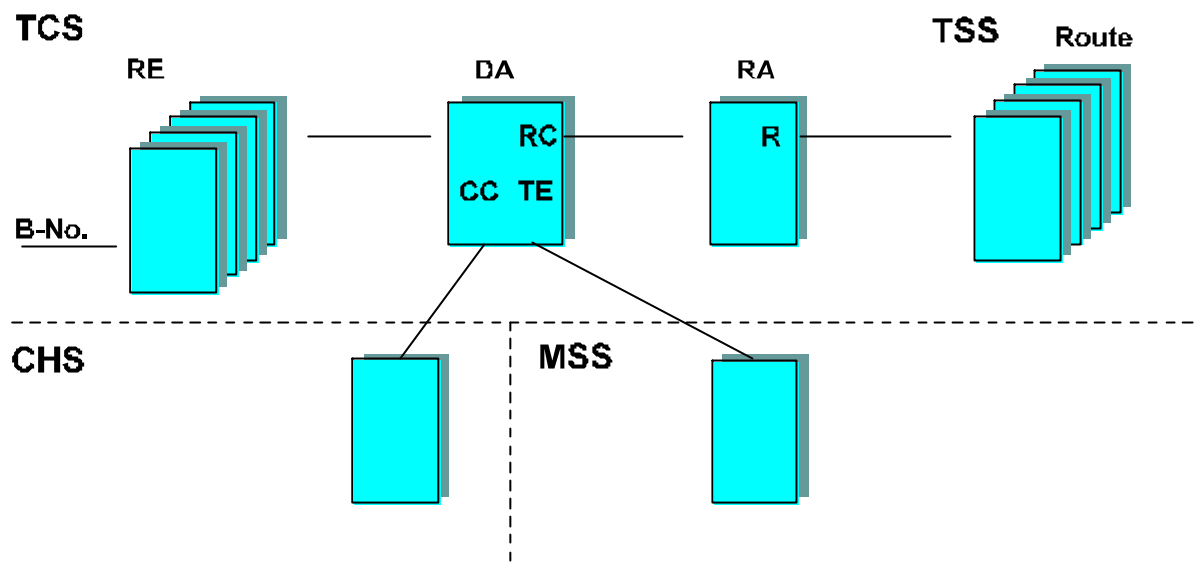 TCS
TSS
Route
RE
DA
RA
RC
R
CC TE
B-No.
CHS
MSS